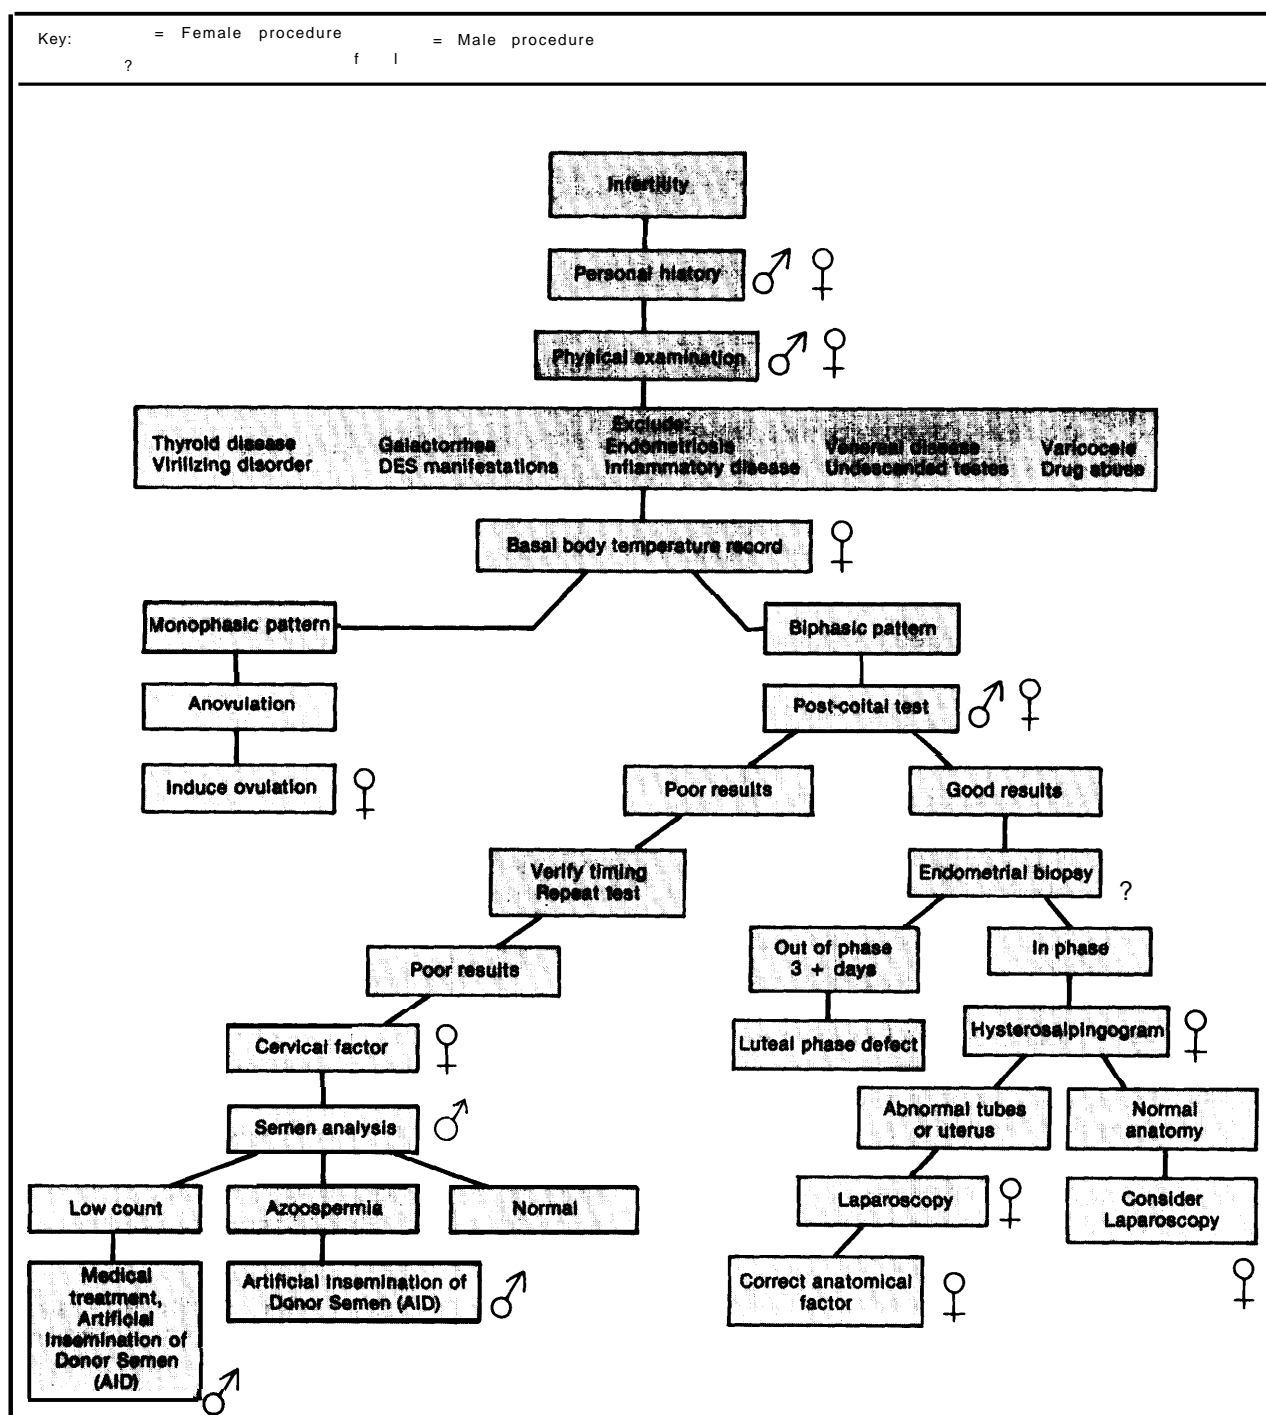 Key:
= Female procedure
= Male procedure
?
f I
Infertility
Personal history
♂ ♀
Physical examination
♂ ♀
Exclude:
Thyroid disease Galactorrhea Endometriosis Venereal disease Varicocele
Virilizing disorder DES manifestations Inflammatory disease Undescended testes Drug abuse
Basal body temperature record
♀
Monophasic pattern
Biphasic pattern
Anovulation
Post-coital test
♂ ♀
Induce ovulation
♀
Poor results
Good results
Verify timing
Repeat test
Endometrial biopsy
?
Poor results
Out of phase
3 + days
In phase
Cervical factor
♀
Luteal phase defect
Hysterosalpingogram
♀
Semen analysis
♂
Abnormal tubes
or uterus
Normal
anatomy
Low count
Azoospermia
Normal
Laparoscopy
♀
Consider
Laparoscopy
♀
Medical
treatment,
Artificial
Insemination of
Donor Semen
(AID)
♂
Artificial Insemination of
Donor Semen (AID)
♂
Correct anatomical
factor
♀